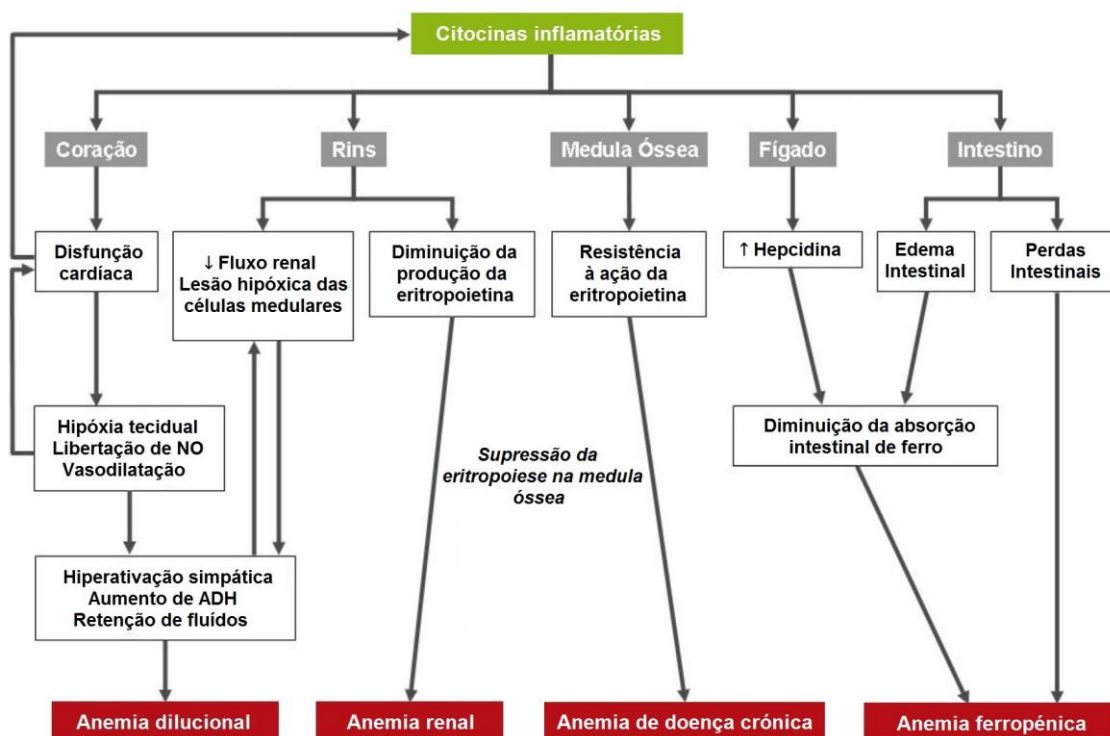 Citocinas inflamatórias
Coração
Rins
Medula Óssea
Fígado
Intestino
Disfunção
cardíaca
↓ Fluxo renal
Lesão hipóxica das
células medulares
Diminuição da
produção da
eritropoietina
Resistência
à ação da
eritropoietina
↑ Hepcidina
Edema
Intestinal
Perdas
Intestinais
Hipóxia tecidual
Libertação de NO
Vasodilatação
Diminuição da absorção
intestinal de ferro
Supressão da
eritropoiese na medula
óssea
Hiperativação simpática
Aumento de ADH
Retenção de fluídos
Anemia dilucional
Anemia renal
Anemia de doença crónica
Anemia ferropénica